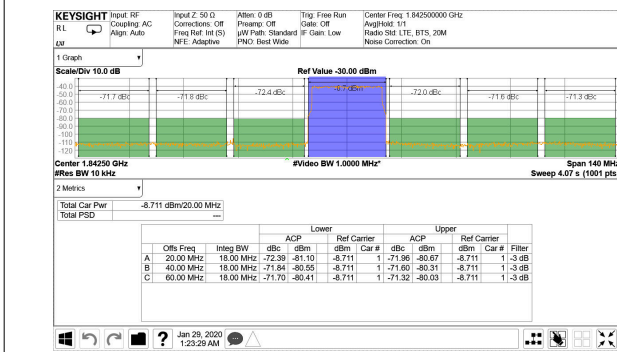 KEYSIGHT Input: RF Input Z: 50 Ω Atten: 0 dB Trig: Free Run Center Freq: 1.842500000 GHz
RL Coupling: AC Corrections: Off Preamp: Off Gate: Off Avg|Hold: 1/1
Align: Auto Freq Ref: Int (S) µW Path: Standard IF Gain: Low Radio Std: LTE, BTS, 20M
LXI NFE: Adaptive PNO: Best Wide Noise Correction: On
1 Graph
Scale/Div 10.0 dB Ref Value -30.00 dBm
-40.0
-50.0
-60.0
-70.0
-80.0
-90.0
-100
-110
-120
-71.7 dBc -71.8 dBc -72.4 dBc -8.7 dBm -72.0 dBc -71.6 dBc -71.3 dBc
Center 1.84250 GHz #Video BW 1.0000 MHz* Span 140 MHz
#Res BW 10 kHz Sweep 4.07 s (1001 pts
2 Metrics
Total Car Pwr -8.711 dBm/20.00 MHz
Total PSD ---
Lower Upper
ACP Ref Carrier ACP Ref Carrier
Offs Freq Integ BW dBc dBm dBm Car # dBc dBm dBm Car # Filter
A 20.00 MHz 18.00 MHz -72.39 -81.10 -8.711 1 -71.96 -80.67 -8.711 1 -3 dB
B 40.00 MHz 18.00 MHz -71.84 -80.55 -8.711 1 -71.60 -80.31 -8.711 1 -3 dB
C 60.00 MHz 18.00 MHz -71.70 -80.41 -8.711 1 -71.32 -80.03 -8.711 1 -3 dB
? Jan 29, 2020
1:23:29 AM